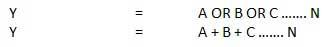 Y = A OR B OR C ....... N
Y = A + B + C ....... N